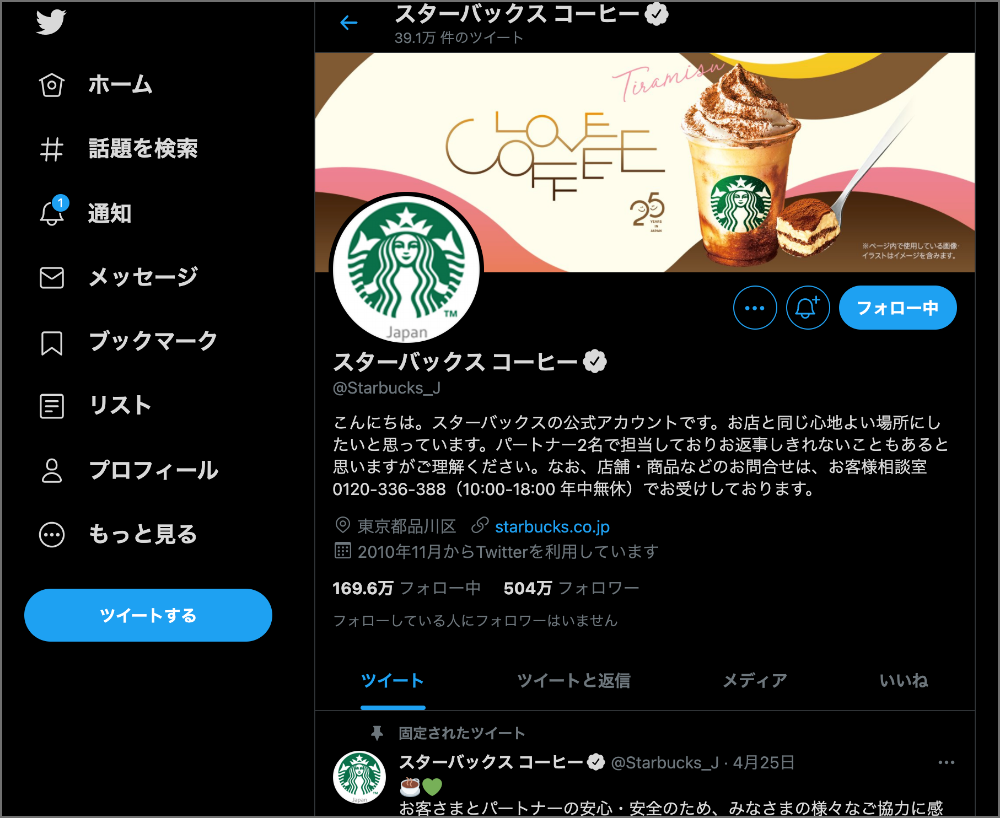 ホーム
話題を検索
1
通知
メッセージ
ブックマーク
リスト
プロフィール
もっと見る
ツイートする
スターバックス コーヒー
39.1万 件のツイート
Tiramisu
LOVE
COFFEE
25
YEARS
IN
JAPAN
※ページ内で使用している画像・
イラストはイメージを含みます。
TM
Japan
フォロー中
スターバックス コーヒー
@Starbucks_J
こんにちは。スターバックスの公式アカウントです。お店と同じ心地よい場所にし
たいと思っています。パートナー2名で担当しておりお返事しきれないこともあると
思いますがご理解ください。なお、店舗・商品などのお問合せは、お客様相談室
0120-336-388（10:00-18:00 年中無休）でお受けしております。
東京都品川区 starbucks.co.jp
2010年11月からTwitterを利用しています
169.6万 フォロー中 504万 フォロワー
フォローしている人にフォロワーはいません
ツイート ツイートと返信 メディア いいね
固定されたツイート
スターバックス コーヒー @Starbucks_J · 4月25日
☕💚
お客さまとパートナーの安心・安全のため、みなさまの様々なご協力に感
Japan